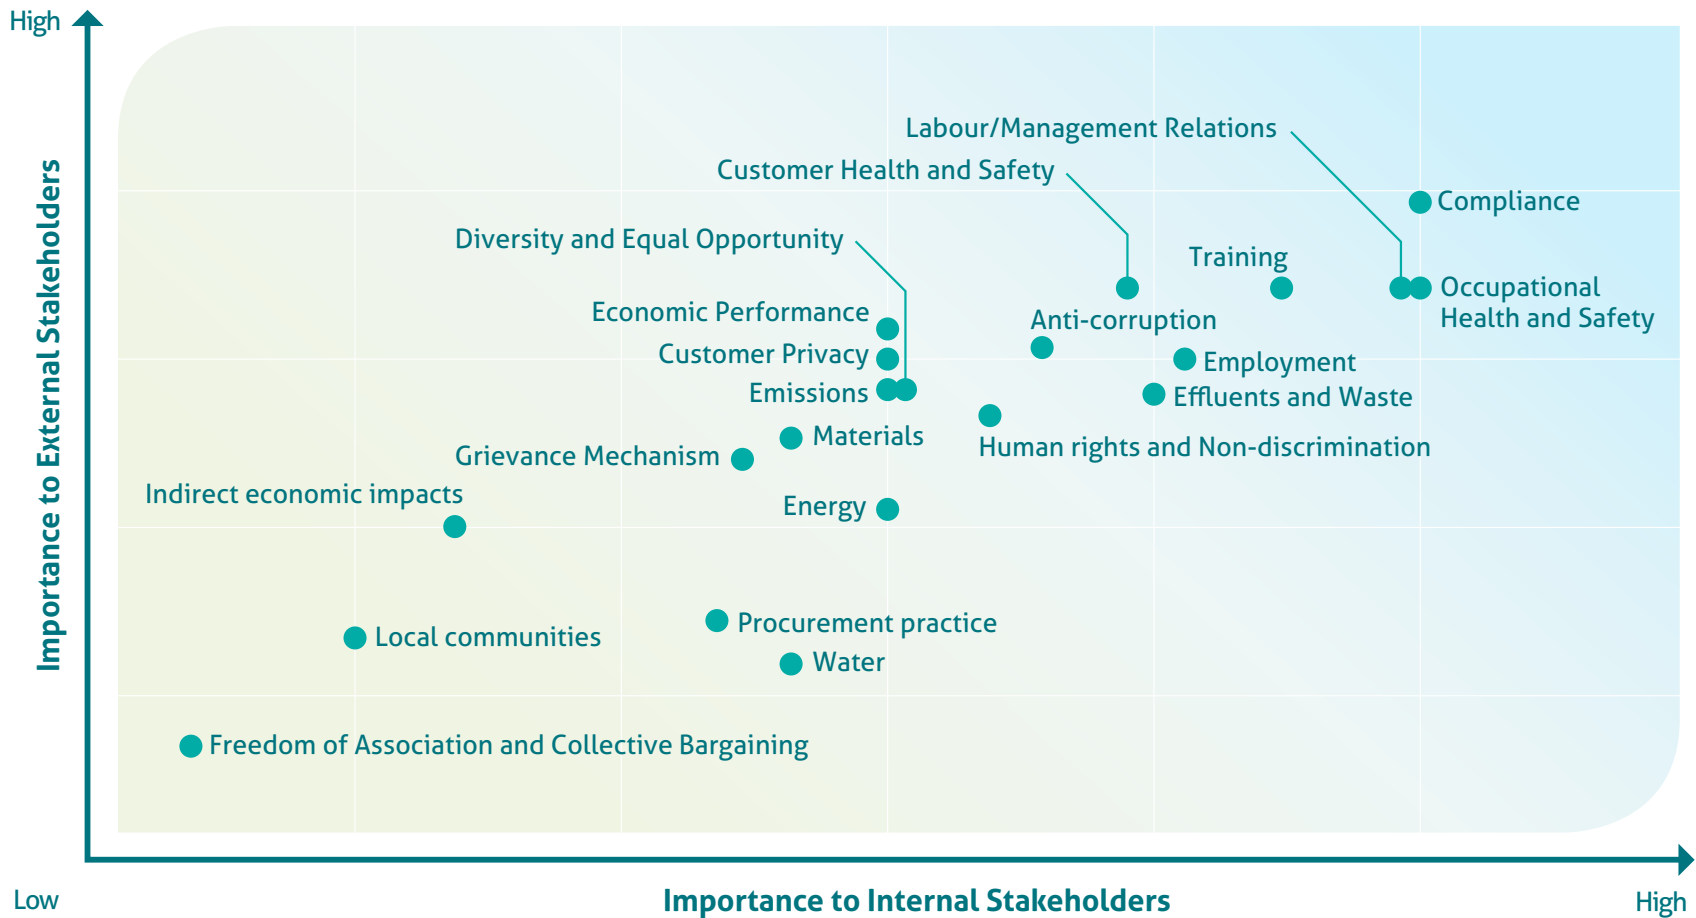 High
Importance to External Stakeholders
Labour/Management Relations
Customer Health and Safety
Compliance
Diversity and Equal Opportunity
Training
Occupational
Health and Safety
Economic Performance
Anti-corruption
Customer Privacy
Employment
Emissions
Effluents and Waste
Materials
Human rights and Non-discrimination
Grievance Mechanism
Indirect economic impacts
Energy
Procurement practice
Local communities
Water
Freedom of Association and Collective Bargaining
Low
Importance to Internal Stakeholders
High